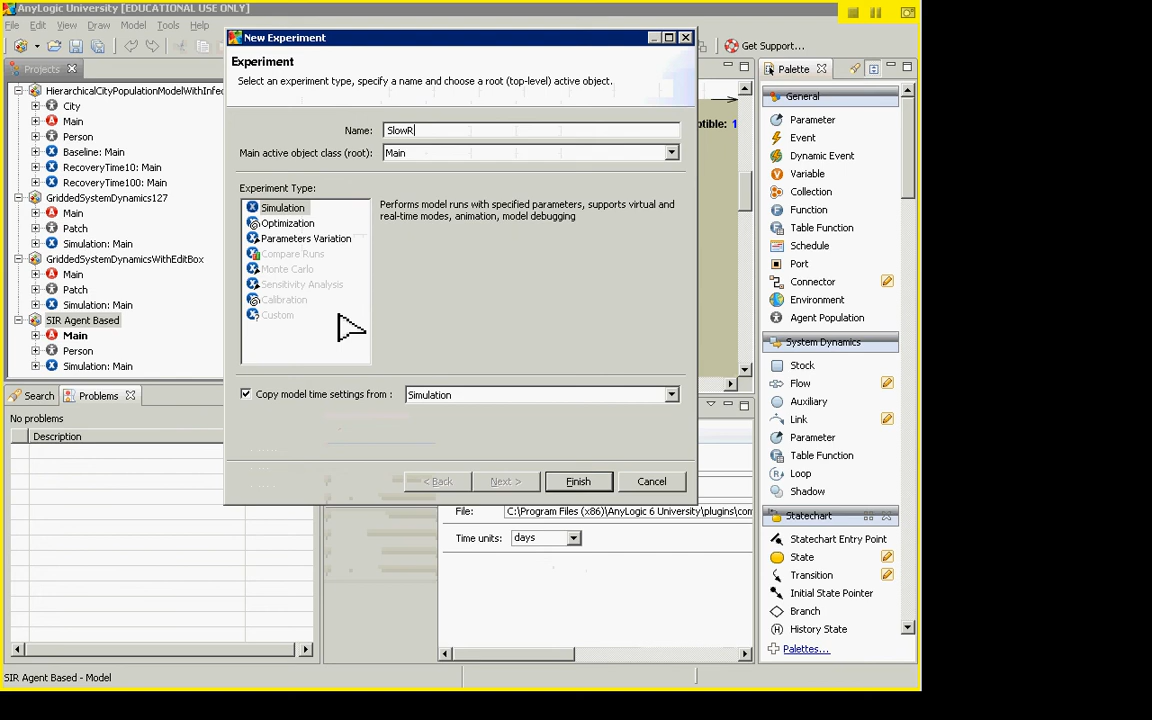 AnyLogic University [EDUCATIONAL USE ONLY]
File Edit View Draw Model Tools Help
Get Support...
Projects
HierarchicalCityPopulationModelWithInfec
City
Main
Person
Baseline: Main
RecoveryTime10: Main
RecoveryTime100: Main
GriddedSystemDynamics127
Main
Patch
Simulation: Main
GriddedSystemDynamicsWithEditBox
Main
Patch
Simulation: Main
SIR Agent Based
Main
Person
Simulation: Main
Search Problems
No problems
Description
SIR Agent Based - Model
New Experiment
Experiment
Select an experiment type, specify a name and choose a root (top-level) active object.
Name: SlowR
Main active object class (root): Main
Experiment Type:
Simulation
Optimization
Parameters Variation
Compare Runs
Monte Carlo
Sensitivity Analysis
Calibration
Custom
Performs model runs with specified parameters, supports virtual and
real-time modes, animation, model debugging
Copy model time settings from : Simulation
< Back Next > Finish Cancel
ptible: 1
File: C:\Program Files (x86)\AnyLogic 6 University\plugins\com
Time units: days
Palette
General
Parameter
Event
Dynamic Event
Variable
Collection
Function
Table Function
Schedule
Port
Connector
Environment
Agent Population
System Dynamics
Stock
Flow
Auxiliary
Link
Parameter
Table Function
Loop
Shadow
Statechart
Statechart Entry Point
State
Transition
Initial State Pointer
Branch
History State
Palettes...